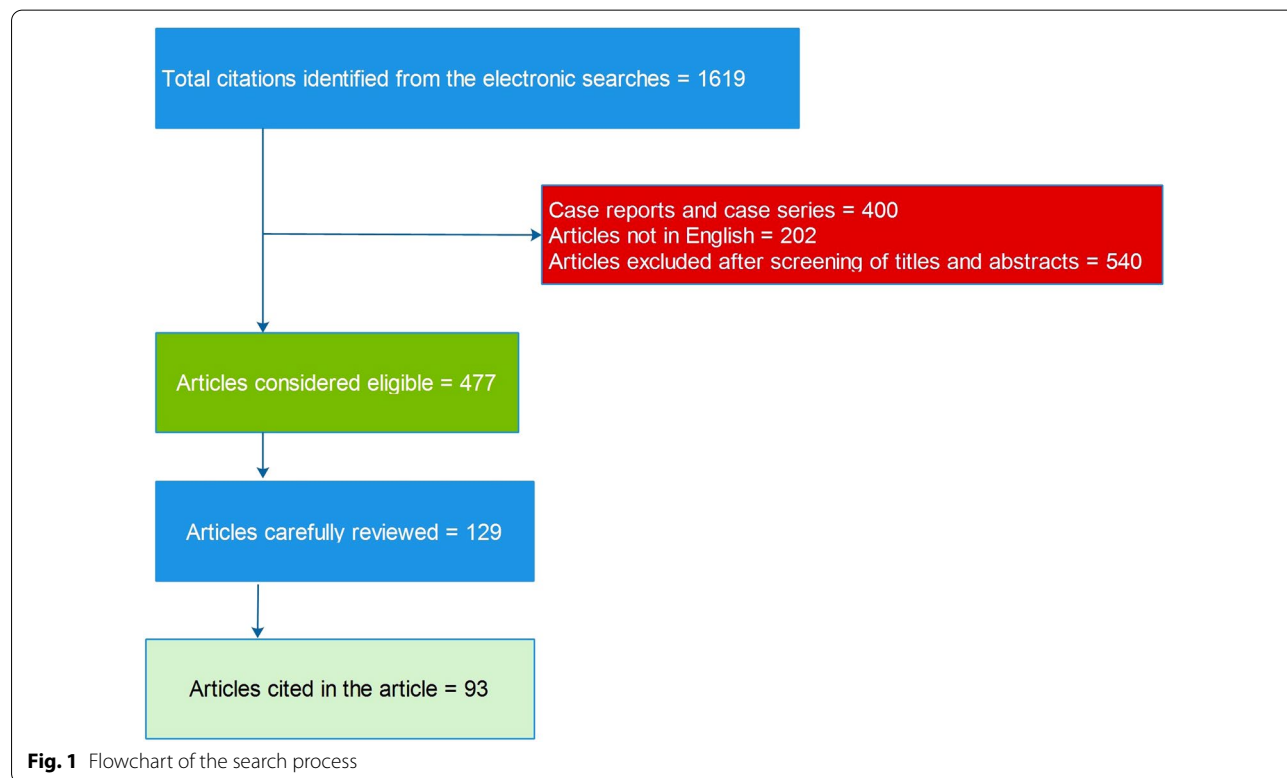 Total citations identified from the electronic searches = 1619
Case reports and case series = 400
Articles not in English = 202
Articles excluded after screening of titles and abstracts = 540
Articles considered eligible = 477
Articles carefully reviewed = 129
Articles cited in the article = 93
Fig. 1 Flowchart of the search process